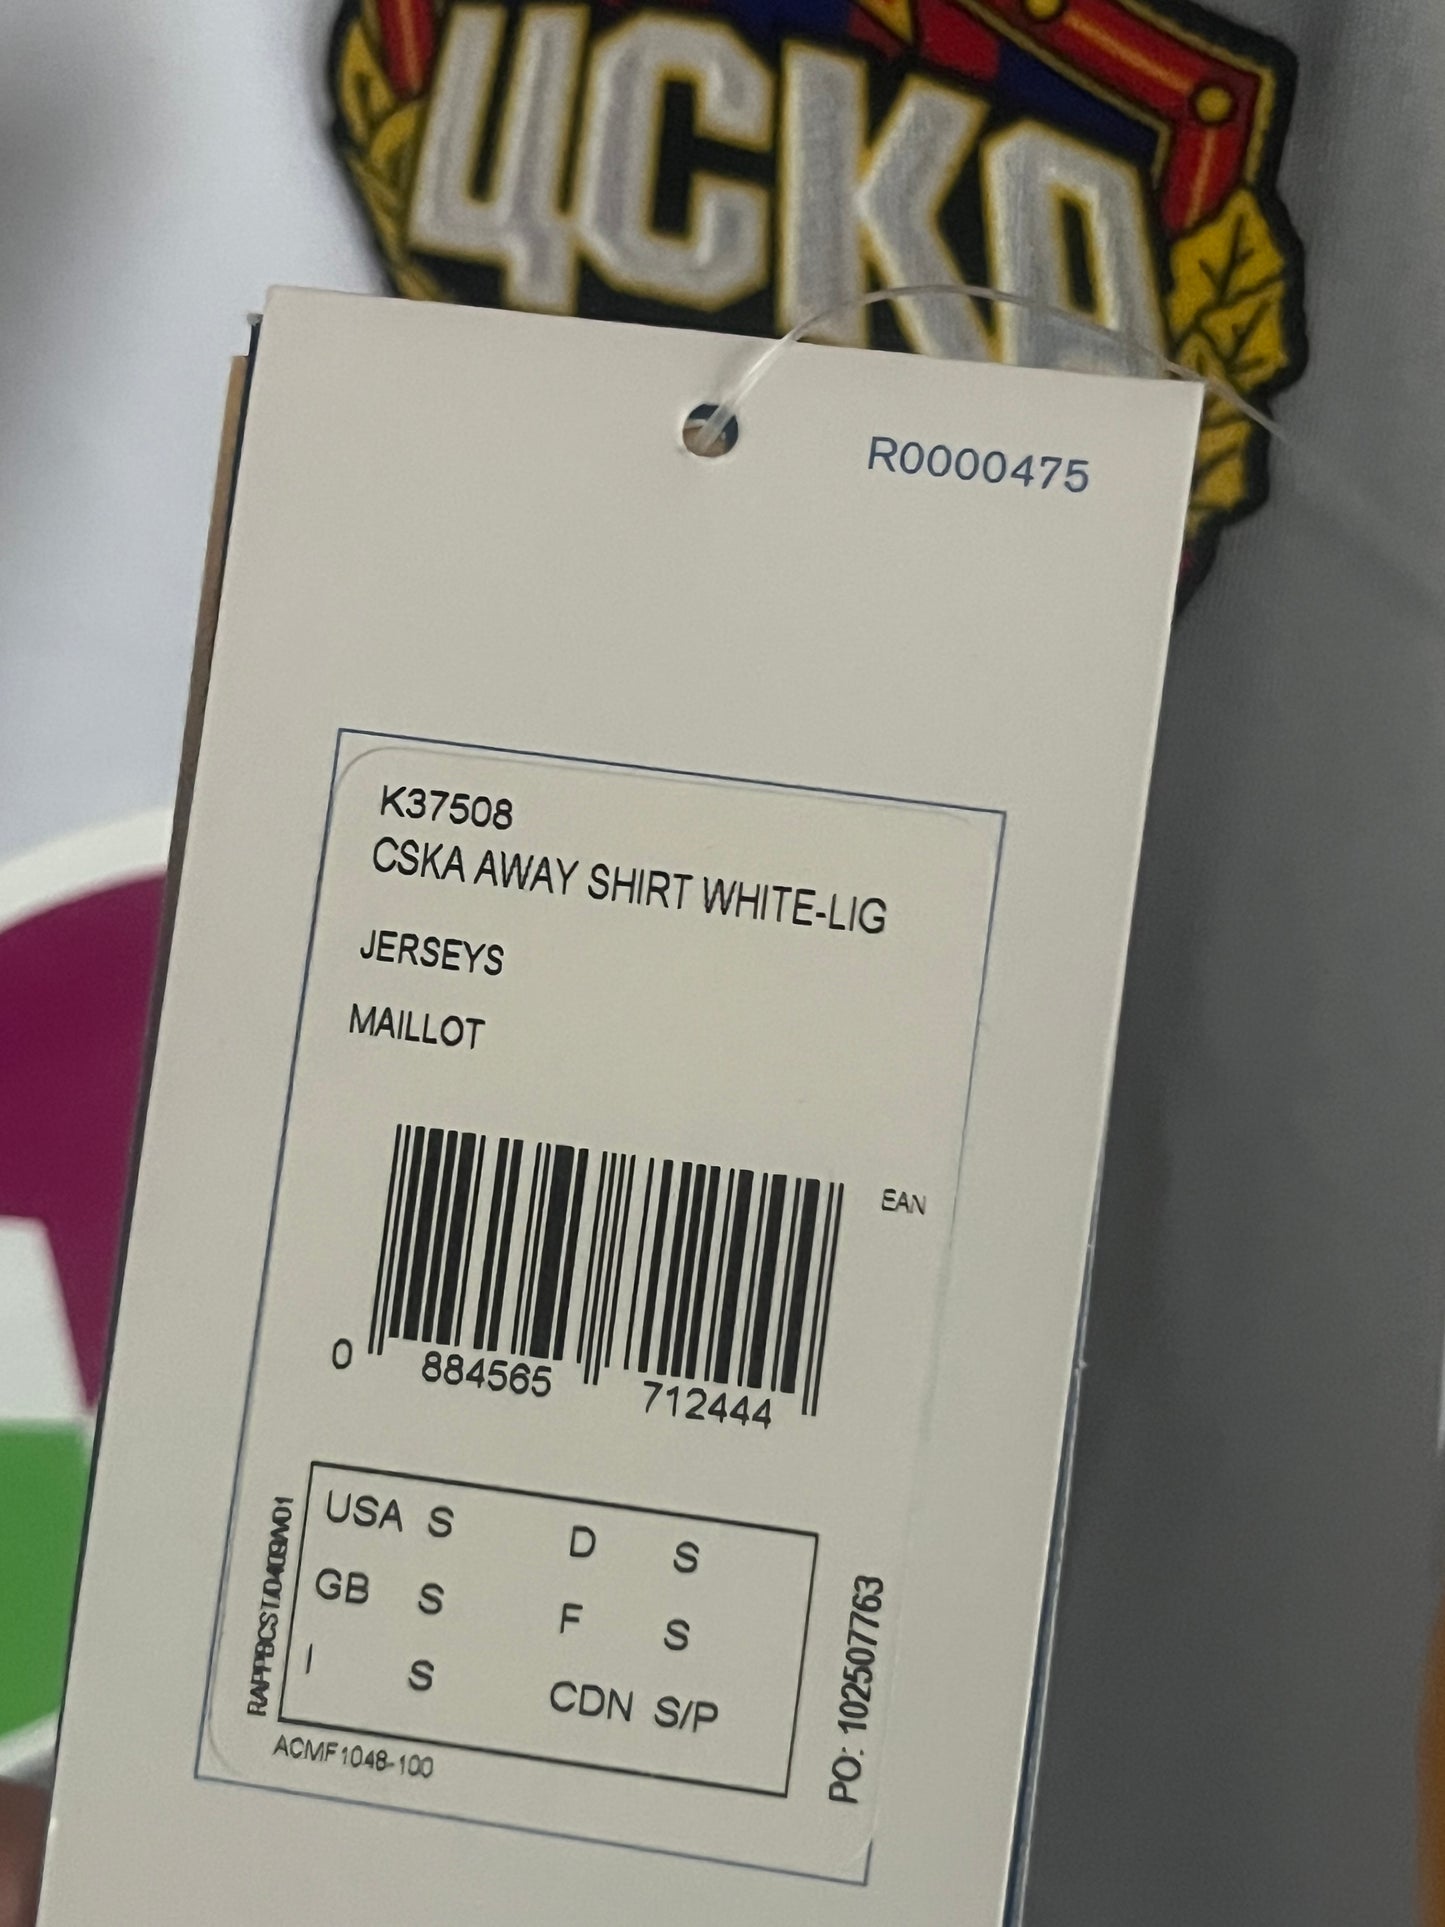 ЦСКА
R0000475
K37508
CSKA AWAY SHIRT WHITE-LIG
JERSEYS
MAILLOT
EAN
0 884565 712444
USA S D S
GB S F S
I S CDN S/P
ACMF1048-100
PO: 102507763